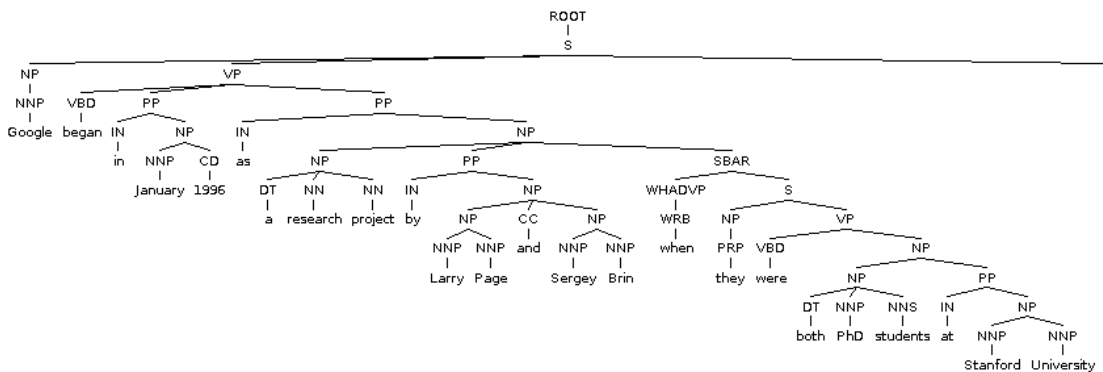 ROOT
S
NP VP
NNP VBD PP PP
Google began IN NP IN NP
in NNP CD as NP PP SBAR
January 1996 DT NN NN IN NP WHADVP S
a research project by NP CC NP WRB NP VP
NNP NNP and NNP NNP when PRP VBD NP
Larry Page Sergey Brin they were NP PP
DT NNP NNS IN NP
both PhD students at NNP NNP
Stanford University